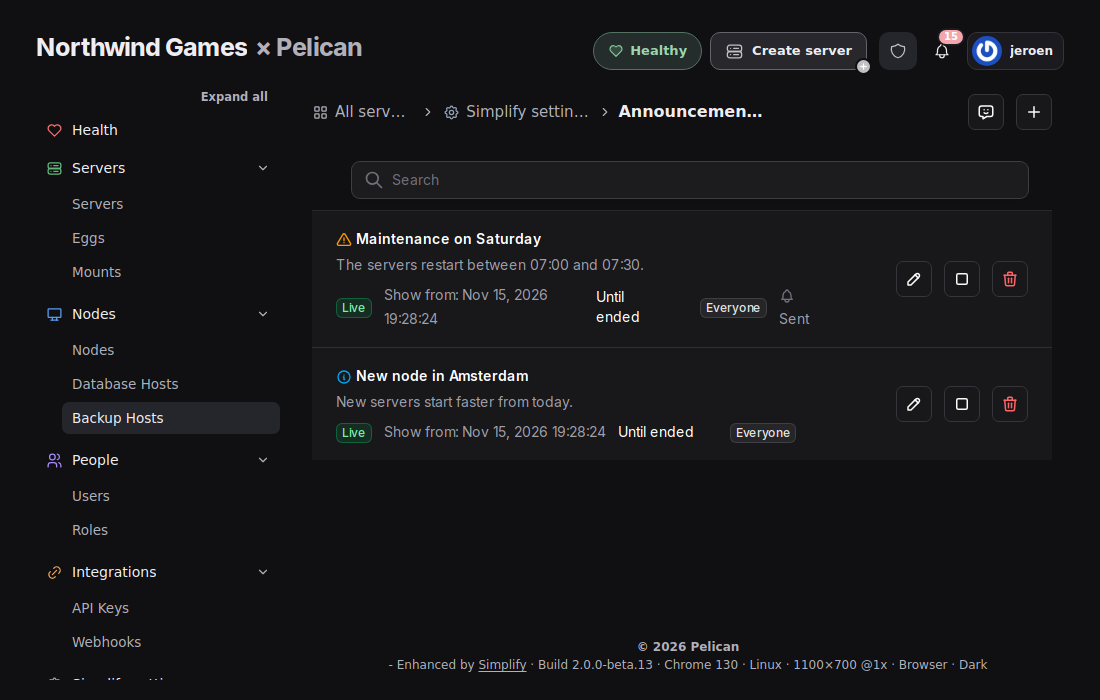 Northwind Games × Pelican
Healthy
Create server
15
jeroen
Expand all
Health
Servers
Servers
Eggs
Mounts
Nodes
Nodes
Database Hosts
Backup Hosts
People
Users
Roles
Integrations
API Keys
Webhooks
All serv… > Simplify settin… > Announcemen…
Search
Maintenance on Saturday
The servers restart between 07:00 and 07:30.
Live
Show from: Nov 15, 2026
19:28:24
Until
ended
Everyone
Sent
New node in Amsterdam
New servers start faster from today.
Live Show from: Nov 15, 2026 19:28:24 Until ended Everyone
© 2026 Pelican
- Enhanced by Simplify · Build 2.0.0-beta.13 · Chrome 130 · Linux · 1100×700 @1x · Browser · Dark